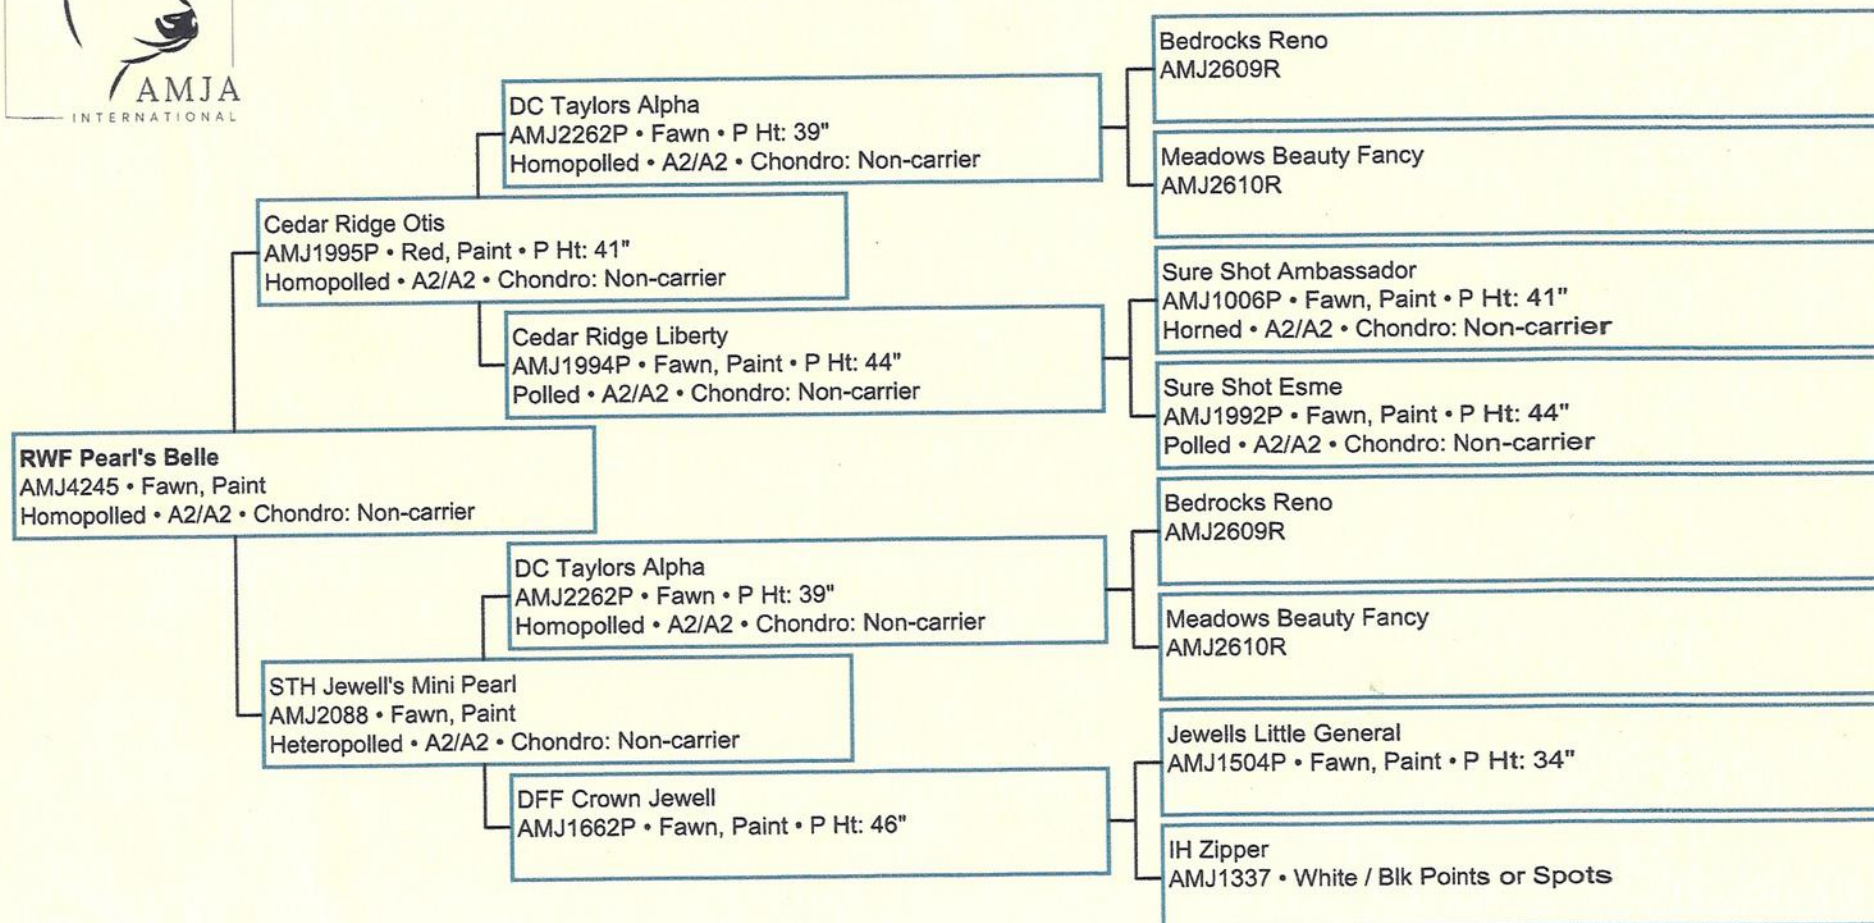 AMJA
INTERNATIONAL
Bedrocks Reno
AMJ2609R
DC Taylors Alpha
AMJ2262P • Fawn • P Ht: 39"
Homopolled • A2/A2 • Chondro: Non-carrier
Meadows Beauty Fancy
AMJ2610R
Cedar Ridge Otis
AMJ1995P • Red, Paint • P Ht: 41"
Homopolled • A2/A2 • Chondro: Non-carrier
Sure Shot Ambassador
AMJ1006P • Fawn, Paint • P Ht: 41"
Horned • A2/A2 • Chondro: Non-carrier
Cedar Ridge Liberty
AMJ1994P • Fawn, Paint • P Ht: 44"
Polled • A2/A2 • Chondro: Non-carrier
Sure Shot Esme
AMJ1992P • Fawn, Paint • P Ht: 44"
Polled • A2/A2 • Chondro: Non-carrier
RWF Pearl's Belle
AMJ4245 • Fawn, Paint
Homopolled • A2/A2 • Chondro: Non-carrier
Bedrocks Reno
AMJ2609R
DC Taylors Alpha
AMJ2262P • Fawn • P Ht: 39"
Homopolled • A2/A2 • Chondro: Non-carrier
Meadows Beauty Fancy
AMJ2610R
STH Jewell's Mini Pearl
AMJ2088 • Fawn, Paint
Heteropolled • A2/A2 • Chondro: Non-carrier
Jewells Little General
AMJ1504P • Fawn, Paint • P Ht: 34"
DFF Crown Jewell
AMJ1662P • Fawn, Paint • P Ht: 46"
IH Zipper
AMJ1337 • White / Blk Points or Spots